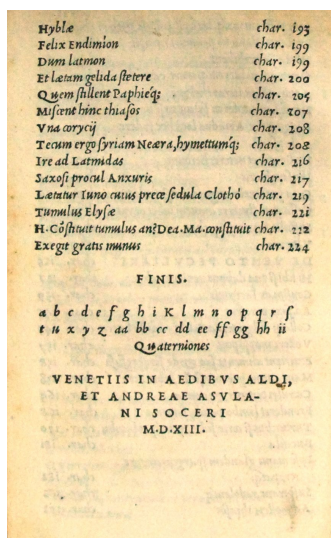 Hyblæ char. 193
Felix Endimion char. 199
Dum latmon char. 199
Et lætam gelida ſtetere char. 200
Quem ſtillent Paphieq; char. 205
Miſcent hinc thiaſos char. 207
Vna corycij char. 208
Tecum ergo ſyriam Neæra, hymettumq́; char. 208
Ire ad Latmidas char. 216
Saxoſi procul Anxuris char. 217
Lætatur Iuno cuius prece ſedula Clothó char. 219
Tumulus Elyſæ char. 221
H. Cōſtituit tumulus an? Dea. Ma. conſtituit char. 222
Exegit gratis munus char. 224
FINIS.
a b c d e f g h i K l m n o p q r ſ
t u x y z aa bb cc dd ee ff gg hh ii
Quaterniones
VENETIIS IN AEDIBVS ALDI,
ET ANDREAE ASVLA-
NI SOCERI
M.D.XIII.